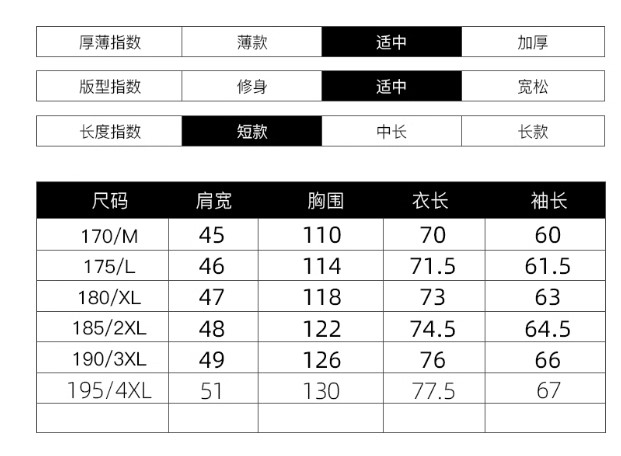 厚薄指数 薄款 适中 加厚
版型指数 修身 适中 宽松
长度指数 短款 中长 长款
尺码 肩宽 胸围 衣长 袖长
170/M 45 110 70 60
175/L 46 114 71.5 61.5
180/XL 47 118 73 63
185/2XL 48 122 74.5 64.5
190/3XL 49 126 76 66
195/4XL 51 130 77.5 67